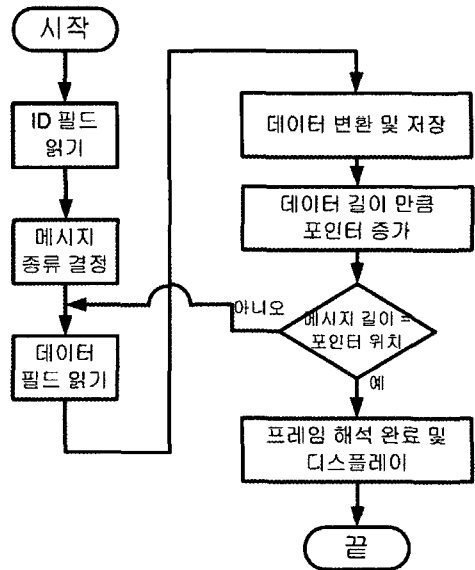 시작
ID 필드
읽기
메시지
종류 결정
데이터
필드 읽기
데이터 변환 및 저장
데이터 길이 만큼
포인터 증가
메시지 길이 =
포인터 위치
아니오
예
프레임 해석 완료 및
디스플레이
끝